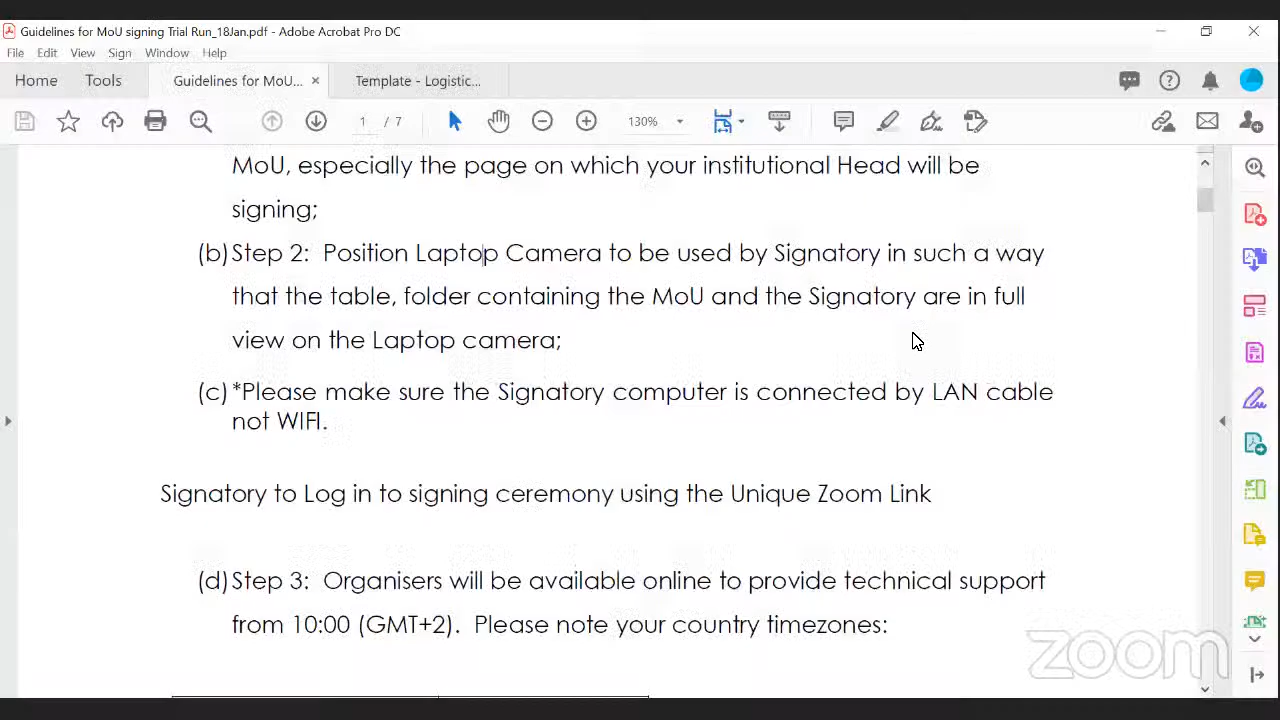 Guidelines for MoU signing Trial Run_18Jan.pdf - Adobe Acrobat Pro DC
File Edit View Sign Window Help
Home Tools Guidelines for MoU... × Template - Logistic...
1 / 7 130%
MoU, especially the page on which your institutional Head will be
signing;
(b) Step 2: Position Laptop Camera to be used by Signatory in such a way
that the table, folder containing the MoU and the Signatory are in full
view on the Laptop camera;
(c) *Please make sure the Signatory computer is connected by LAN cable
not WIFI.
Signatory to Log in to signing ceremony using the Unique Zoom Link
(d) Step 3: Organisers will be available online to provide technical support
from 10:00 (GMT+2). Please note your country timezones:
zoom